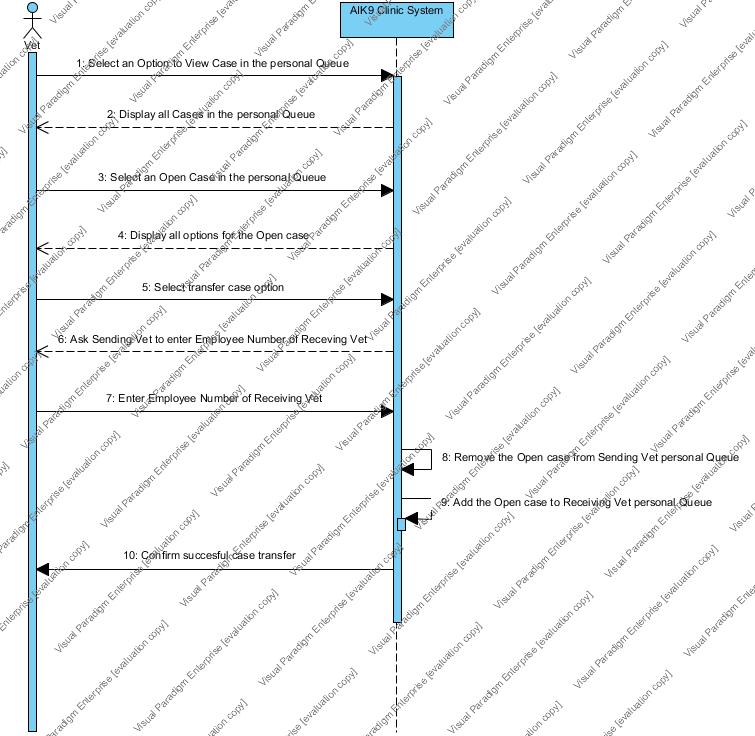 AIK9 Clinic System
Vet
1: Select an Option to View Case in the personal Queue
2: Display all Cases in the personal Queue
3: Select an Open Case in the personal Queue
4: Display all options for the Open case
5: Select transfer case option
6: Ask Sending Vet to enter Employee Number of Receving Vet
7: Enter Employee Number of Receiving Vet
8: Remove the Open case from Sending Vet personal Queue
9: Add the Open case to Receiving Vet personal Queue
10: Confirm succesful case transfer
Visual Paradigm Enterprise [evaluation copy]